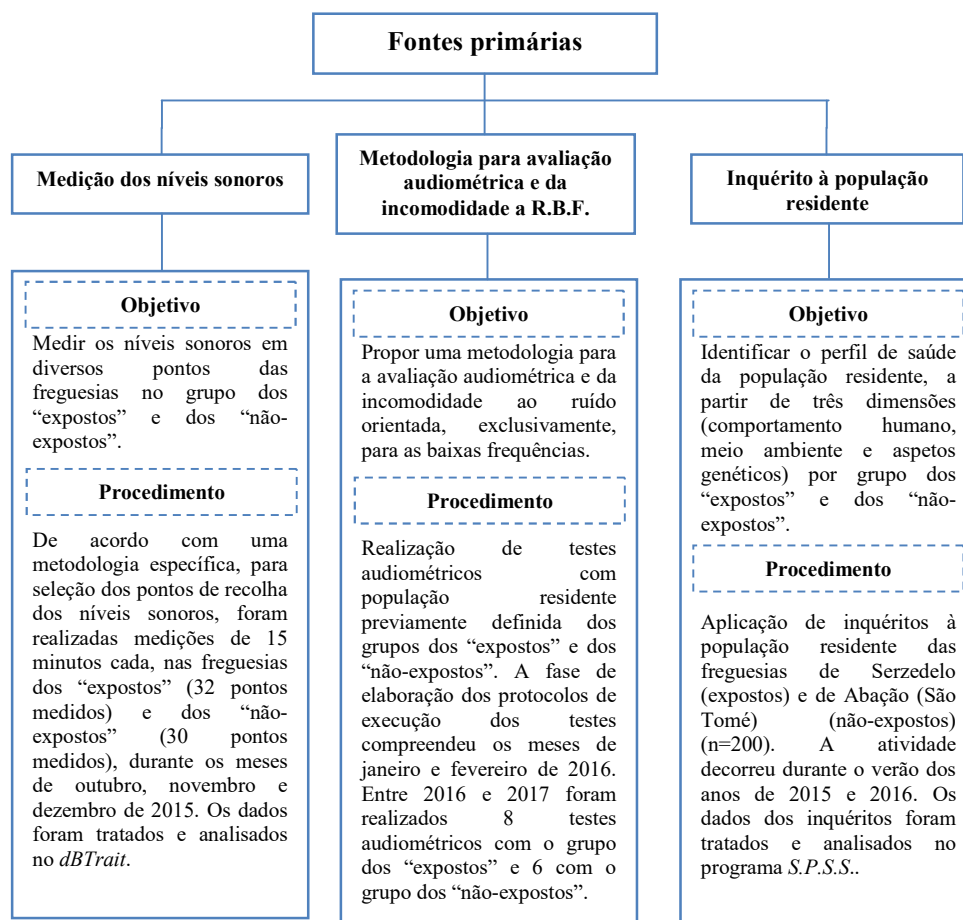 Fontes primárias
Medição dos níveis sonoros
Objetivo
Medir os níveis sonoros em
diversos pontos das
freguesias no grupo dos
“expostos” e dos “não-
expostos”.
Procedimento
De acordo com uma
metodologia específica, para
seleção dos pontos de recolha
dos níveis sonoros, foram
realizadas medições de 15
minutos cada, nas freguesias
dos “expostos” (32 pontos
medidos) e dos “não-
expostos” (30 pontos
medidos), durante os meses
de outubro, novembro e
dezembro de 2015. Os dados
foram tratados e analisados
no dBTrait.
Metodologia para avaliação
audiométrica e da
incomodidade a R.B.F.
Objetivo
Propor uma metodologia para
a avaliação audiométrica e da
incomodidade ao ruído
orientada, exclusivamente,
para as baixas frequências.
Procedimento
Realização de testes
audiométricos com
população residente
previamente definida dos
grupos dos “expostos” e dos
“não-expostos”. A fase de
elaboração dos protocolos de
execução dos testes
compreendeu os meses de
janeiro e fevereiro de 2016.
Entre 2016 e 2017 foram
realizados 8 testes
audiométricos com o grupo
dos “expostos” e 6 com o
grupo dos “não-expostos”.
Inquérito à população
residente
Objetivo
Identificar o perfil de saúde
da população residente, a
partir de três dimensões
(comportamento humano,
meio ambiente e aspetos
genéticos) por grupo dos
“expostos” e dos “não-
expostos”.
Procedimento
Aplicação de inquéritos à
população residente das
freguesias de Serzedelo
(expostos) e de Abação (São
Tomé) (não-expostos)
(n=200). A atividade
decorreu durante o verão dos
anos de 2015 e 2016. Os
dados dos inquéritos foram
tratados e analisados no
programa S.P.S.S..